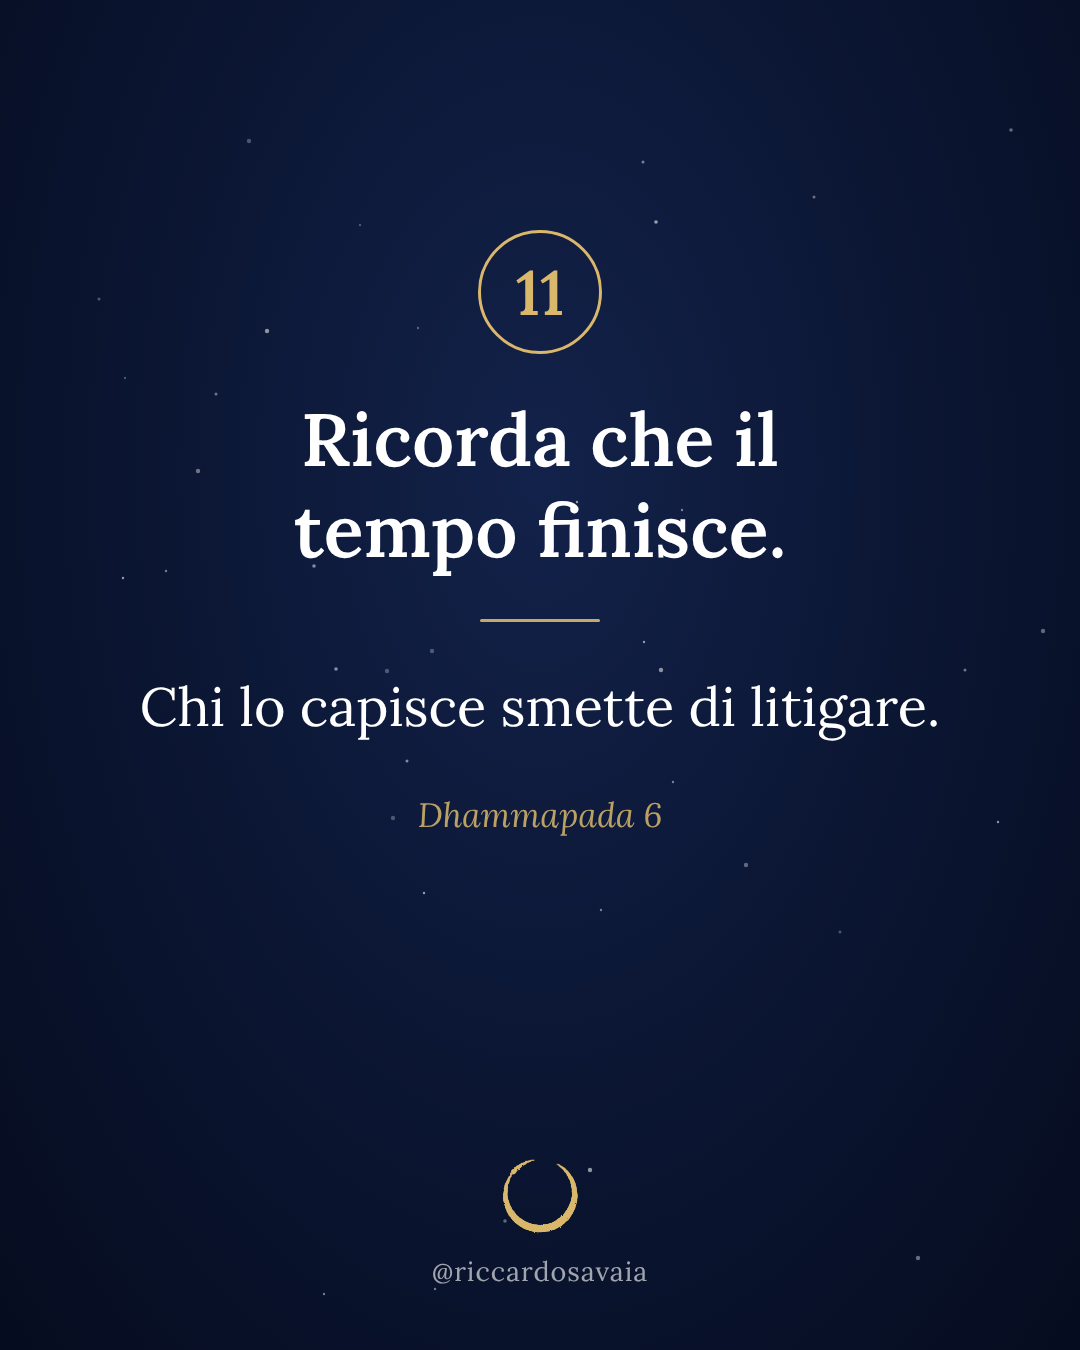 11
Ricorda che il
tempo finisce.
Chi lo capisce smette di litigare.
Dhammapada 6
@riccardosavaia